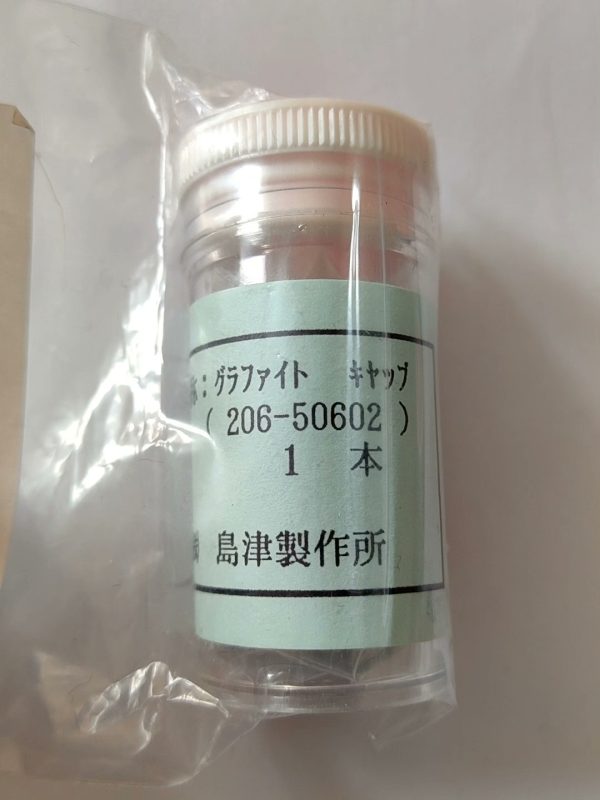 称：グラファイト キャップ
( 206-50602 )
1 本
島津製作所